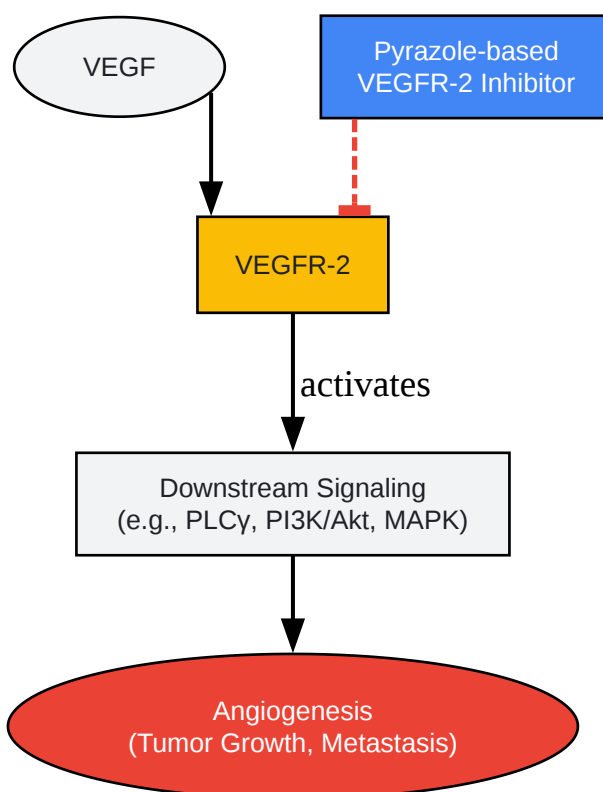 VEGF
Pyrazole-based
VEGFR-2 Inhibitor
VEGFR-2
activates
Downstream Signaling
(e.g., PLCγ, PI3K/Akt, MAPK)
Angiogenesis
(Tumor Growth, Metastasis)